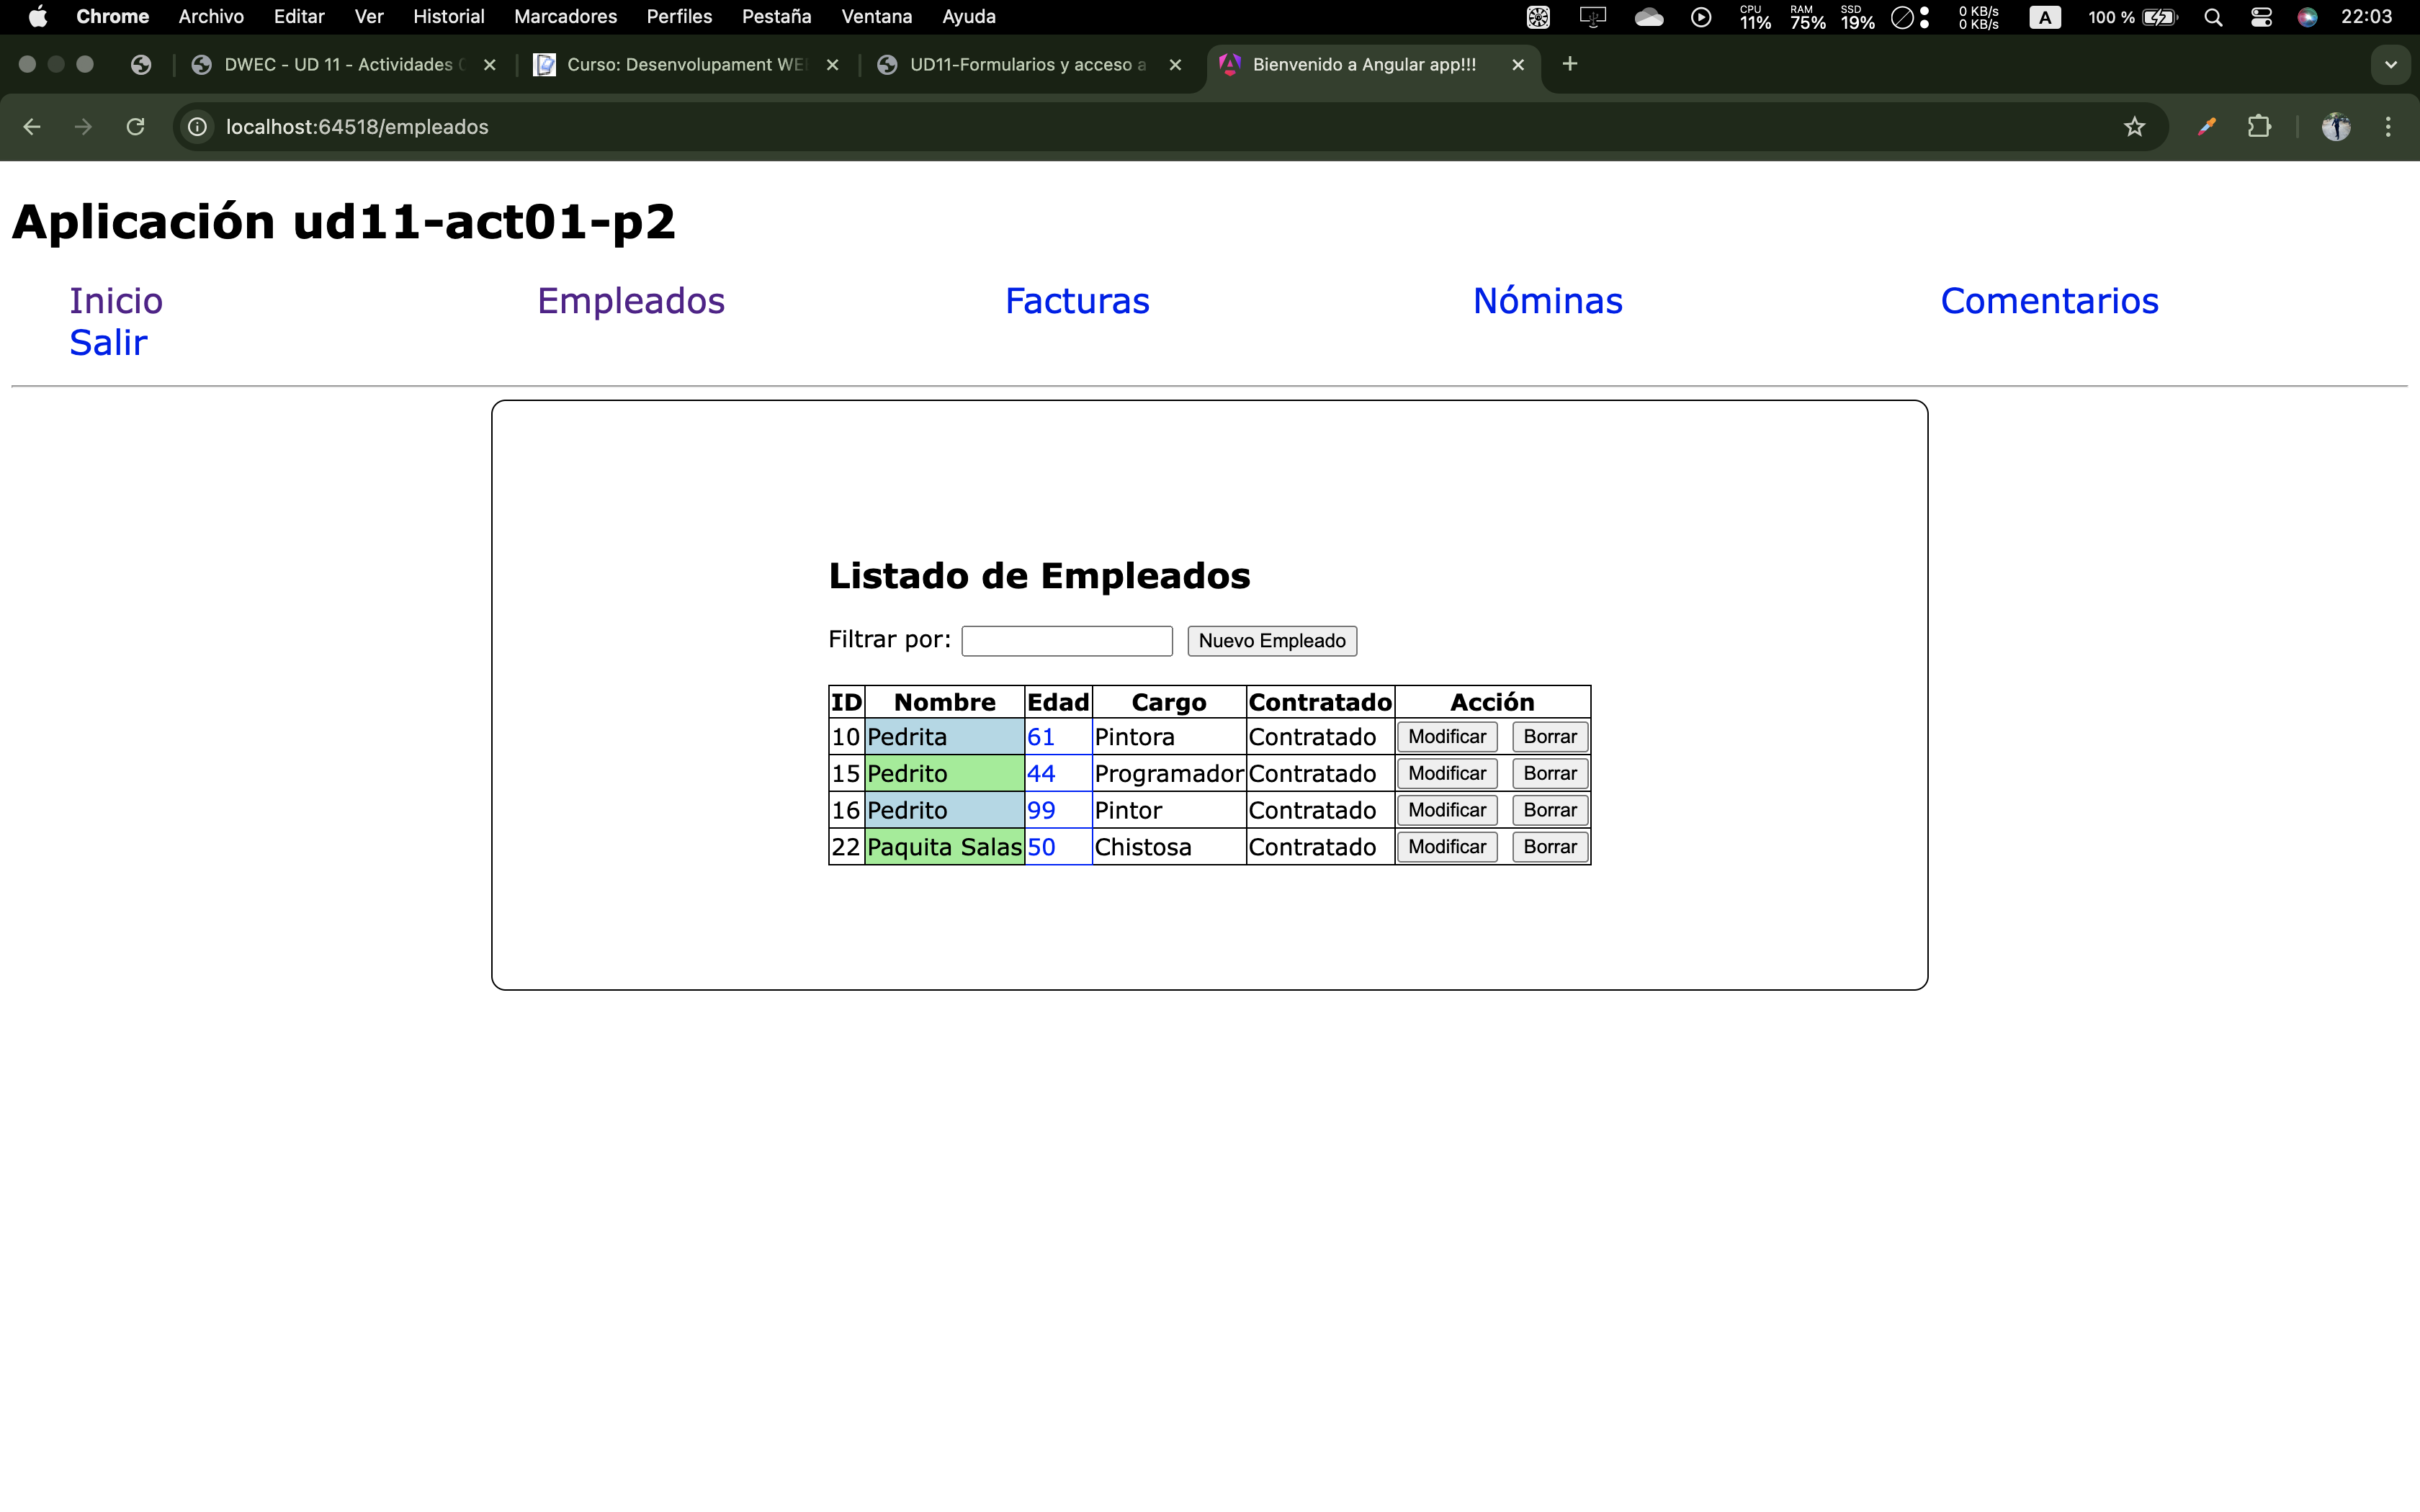 Chrome Archivo Editar Ver Historial Marcadores Perfiles Pestaña Ventana Ayuda CPU 11% RAM 75% SSD 19% 0 KB/s 0 KB/s A 100 % 22:03
DWEC - UD 11 - Actividades Curso: Desenvolupament WE UD11-Formularios y acceso a Bienvenido a Angular app!!!
localhost:64518/empleados
Aplicación ud11-act01-p2
Inicio Empleados Facturas Nóminas Comentarios
Salir
Listado de Empleados
Filtrar por: Nuevo Empleado
ID Nombre Edad Cargo Contratado Acción
10 Pedrita 61 Pintora Contratado Modificar Borrar
15 Pedrito 44 Programador Contratado Modificar Borrar
16 Pedrito 99 Pintor Contratado Modificar Borrar
22 Paquita Salas 50 Chistosa Contratado Modificar Borrar